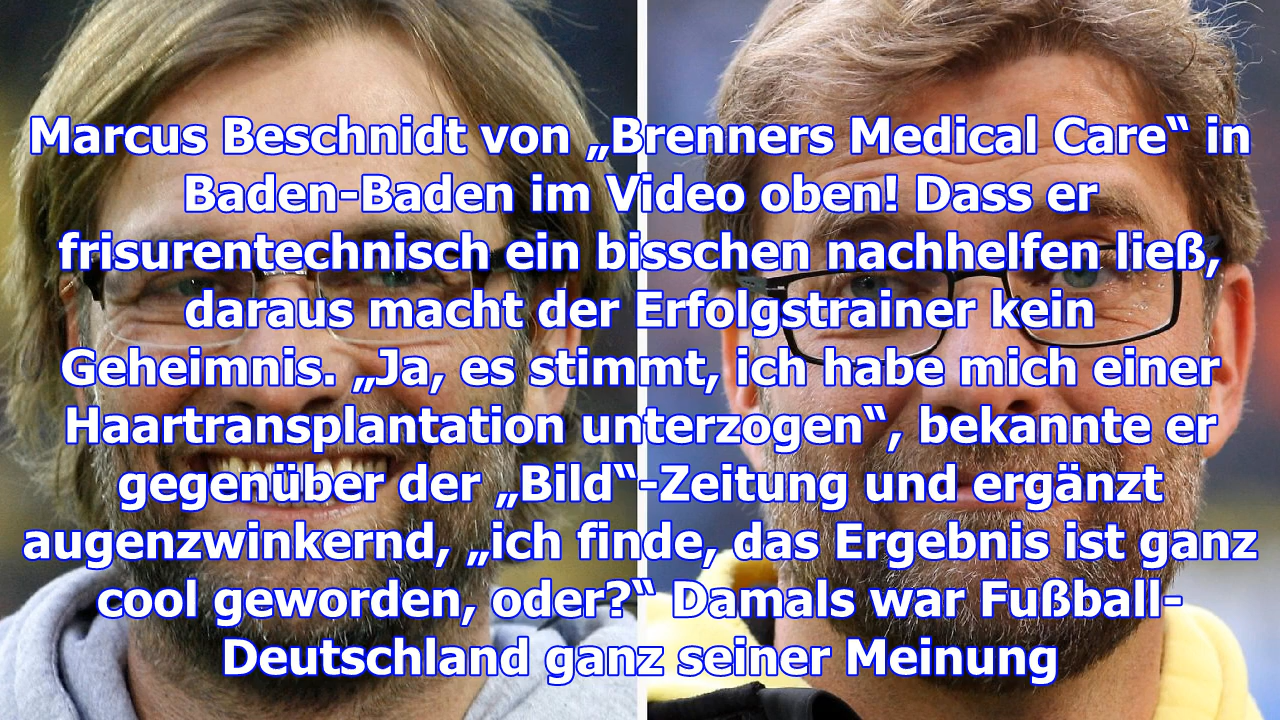 Marcus Beschnidt von „Brenners Medical Care“ in
Baden-Baden im Video oben! Dass er
frisurentechnisch ein bisschen nachhelfen ließ,
daraus macht der Erfolgstrainer kein
Geheimnis. „Ja, es stimmt, ich habe mich einer
Haartransplantation unterzogen“, bekannte er
gegenüber der „Bild“-Zeitung und ergänzt
augenzwinkernd, „ich finde, das Ergebnis ist ganz
cool geworden, oder?“ Damals war Fußball-
Deutschland ganz seiner Meinung